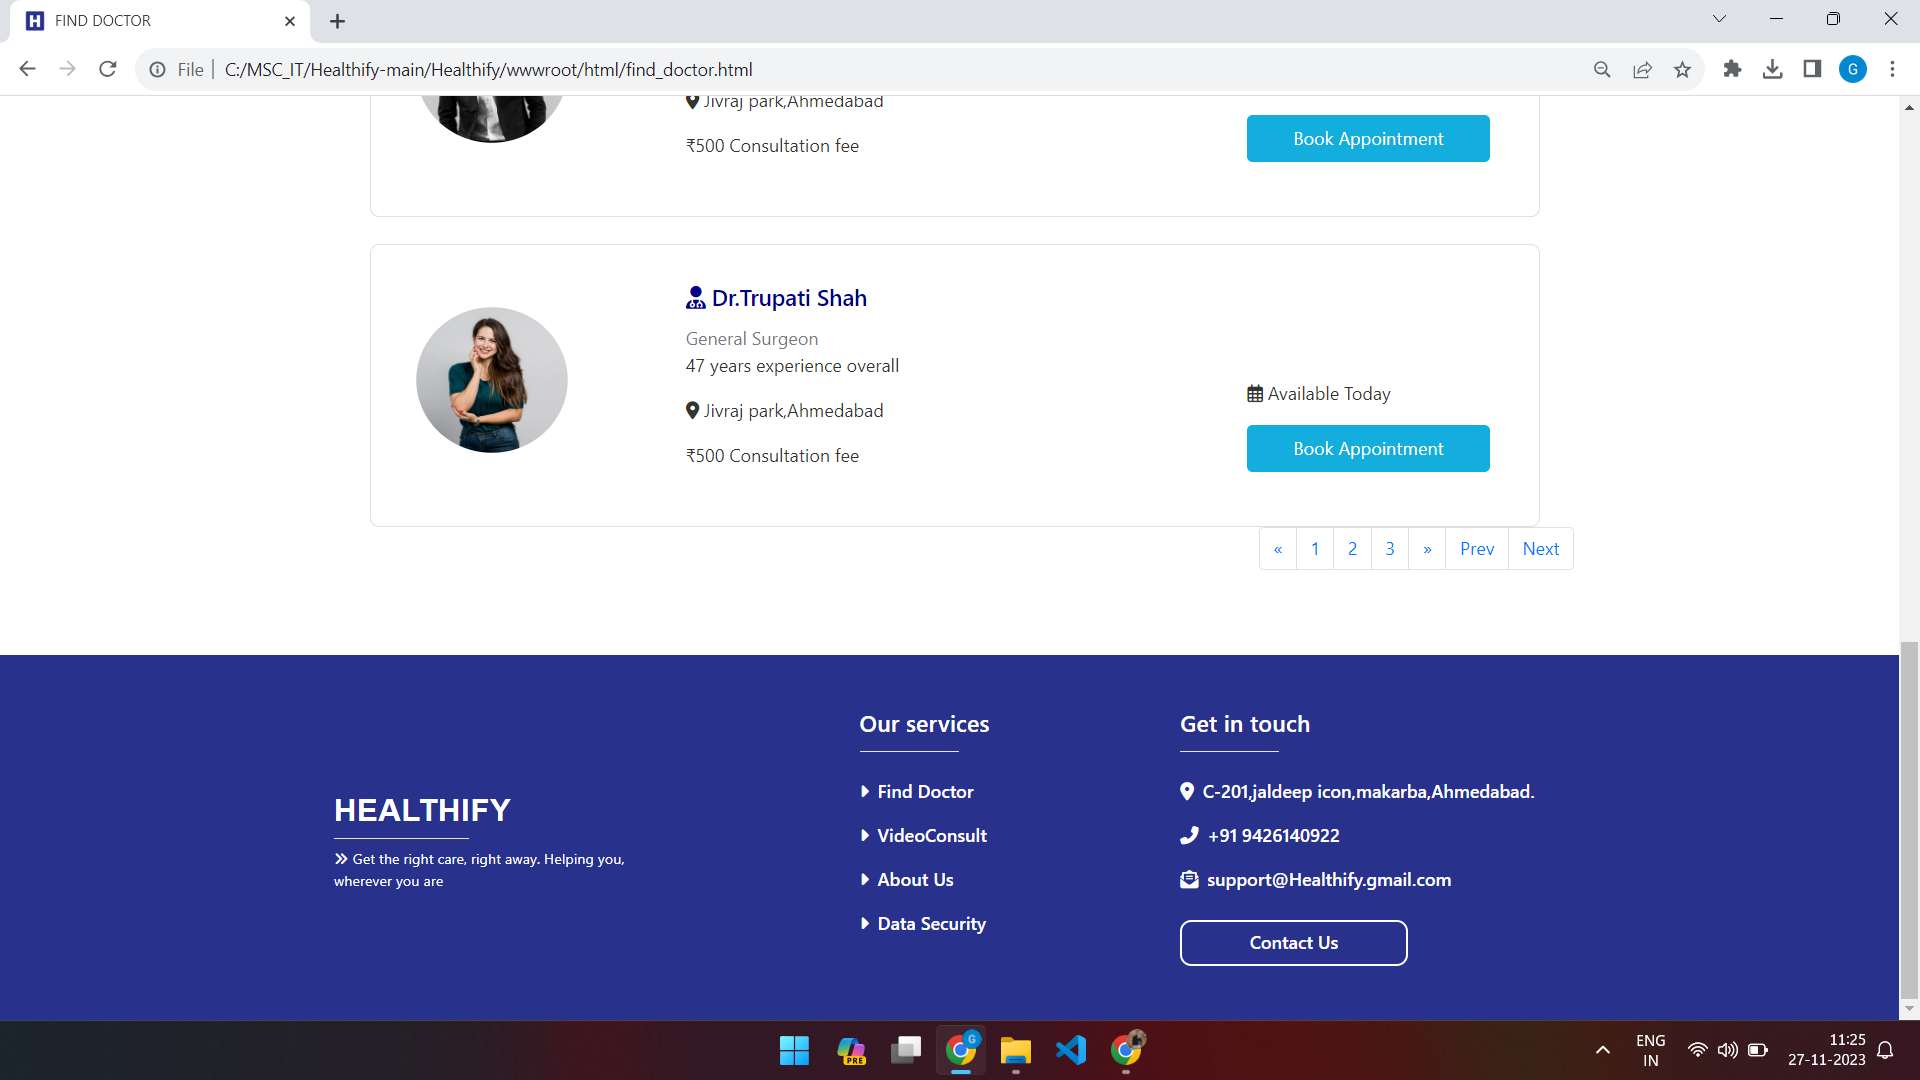 H FIND DOCTOR
File C:/MSC_IT/Healthify-main/Healthify/wwwroot/html/find_doctor.html
G
Jivraj park,Ahmedabad
₹500 Consultation fee
Book Appointment
Dr.Trupati Shah
General Surgeon
47 years experience overall
Jivraj park,Ahmedabad
₹500 Consultation fee
Available Today
Book Appointment
« 1 2 3 » Prev Next
HEALTHIFY
Get the right care, right away. Helping you,
wherever you are
Our services
Find Doctor
VideoConsult
About Us
Data Security
Get in touch
C-201,jaldeep icon,makarba,Ahmedabad.
+91 9426140922
support@Healthify.gmail.com
Contact Us
PRE
G
ENG
IN
11:25
27-11-2023